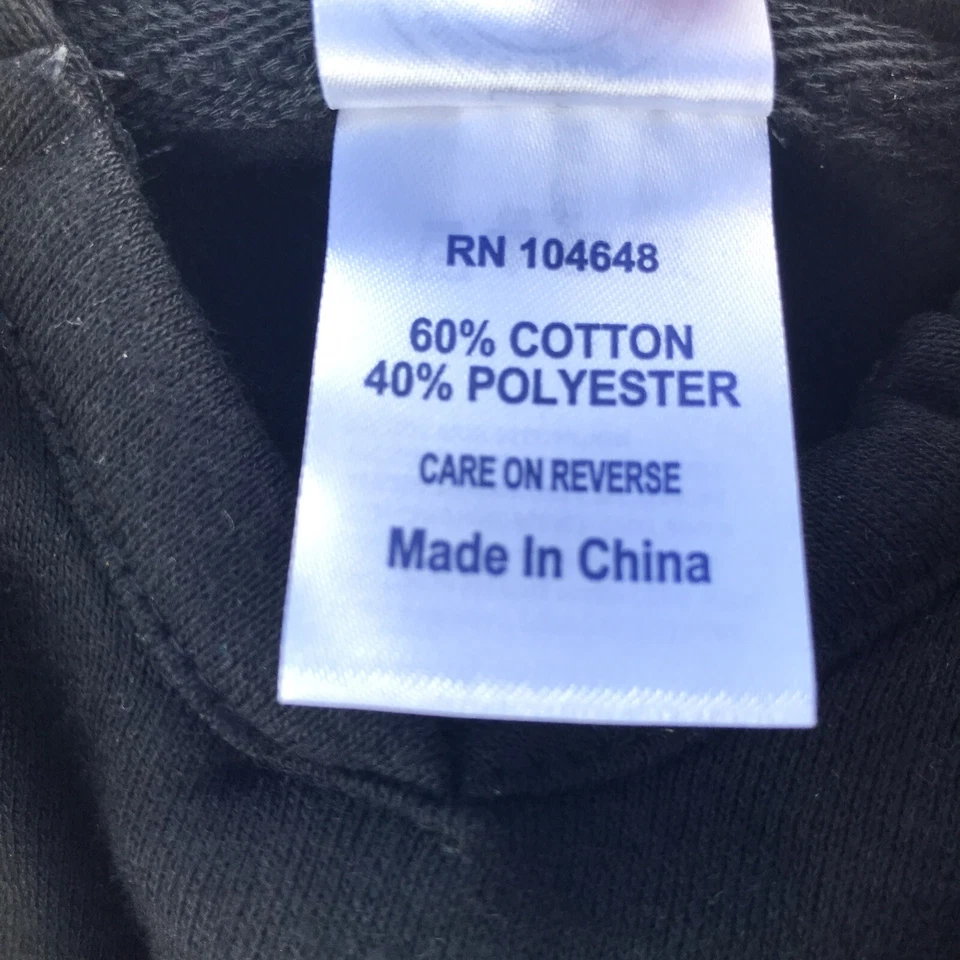 RN 104648
60% COTTON
40% POLYESTER
CARE ON REVERSE
Made In China